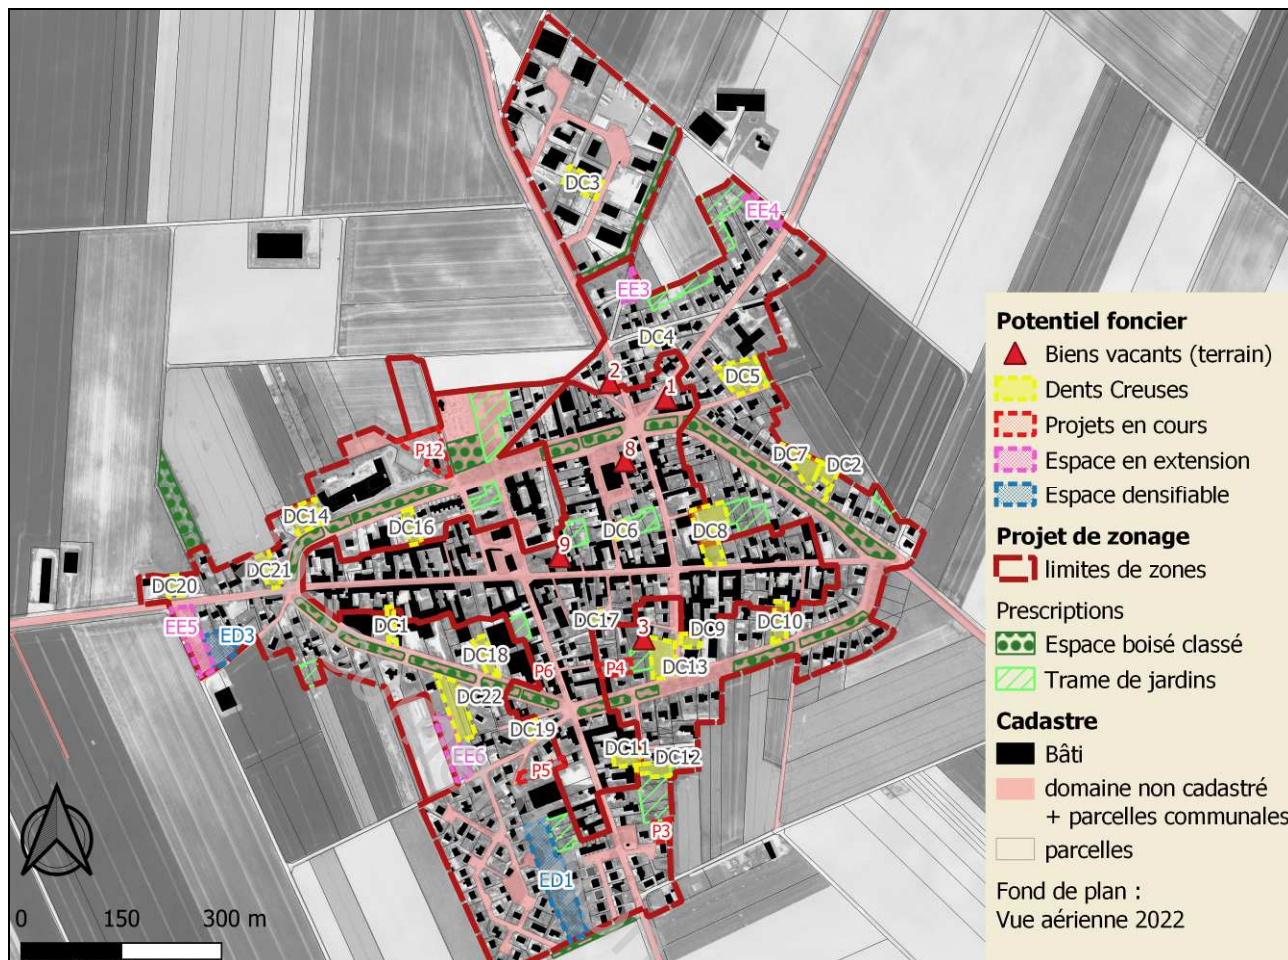 DC3
EE4
EE3
DC4
2
1
DC5
P12
8
DC7
DC2
DC14
DC16
DC6
DC8
9
DC21
DC20
EE5
ED3
DC1
DC17
3
DC9
DC10
DC18
P6
P4
DC13
DC22
DC19
EE6
P5
DC11
DC12
P3
ED1
0 150 300 m
Potentiel foncier
Biens vacants (terrain)
Dents Creuses
Projets en cours
Espace en extension
Espace densifiable
Projet de zonage
limites de zones
Prescriptions
Espace boisé classé
Trame de jardins
Cadastre
Bâti
domaine non cadastré
+ parcelles communales
parcelles
Fond de plan :
Vue aérienne 2022